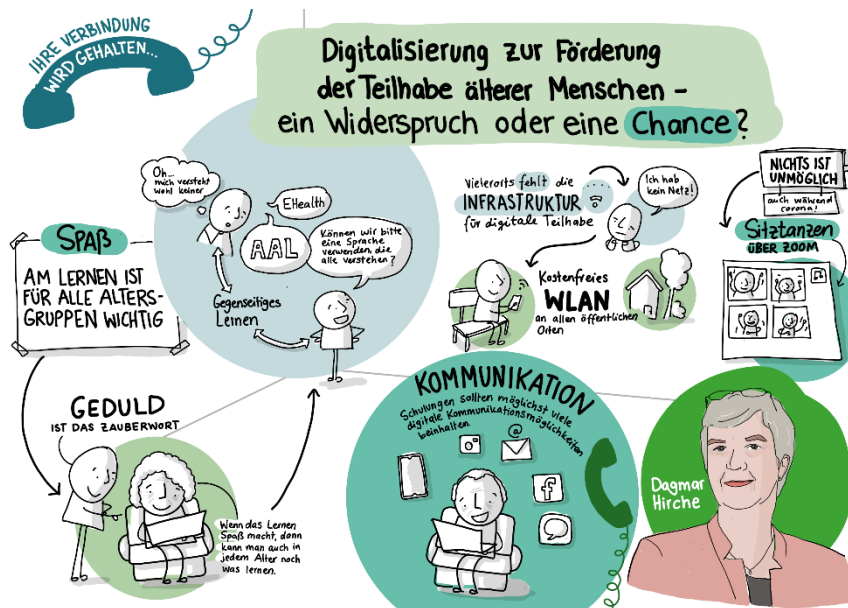 IHRE VERBINDUNG
WIRD GEHALTEN...
Digitalisierung zur Förderung
der Teilhabe älterer Menschen –
ein Widerspruch oder eine Chance?
Oh...
mich versteht
wohl keiner
EHealth
AAL
Können wir bitte
eine Sprache
verwenden, die
alle verstehen?
Gegenseitiges
Lernen
Vielerorts fehlt die
INFRASTRUKTUR
für digitale Teilhabe
Ich hab
kein Netz!
Kostenfreies
WLAN
an allen öffentlichen
Orten
NICHTS IST
UNMÖGLICH
auch während
corona!
Sitztanzen
ÜBER ZOOM
SPAß
AM LERNEN IST
FÜR ALLE ALTERS-
GRUPPEN WICHTIG
GEDULD
IST DAS ZAUBERWORT
Wenn das Lernen
Spaß macht, dann
kann man auch in
jedem Alter noch
was lernen.
KOMMUNIKATION
Schulungen sollten möglichst viele
digitale Kommunikationsmöglichkeiten
beinhalten
@
f
Dagmar
Hirche